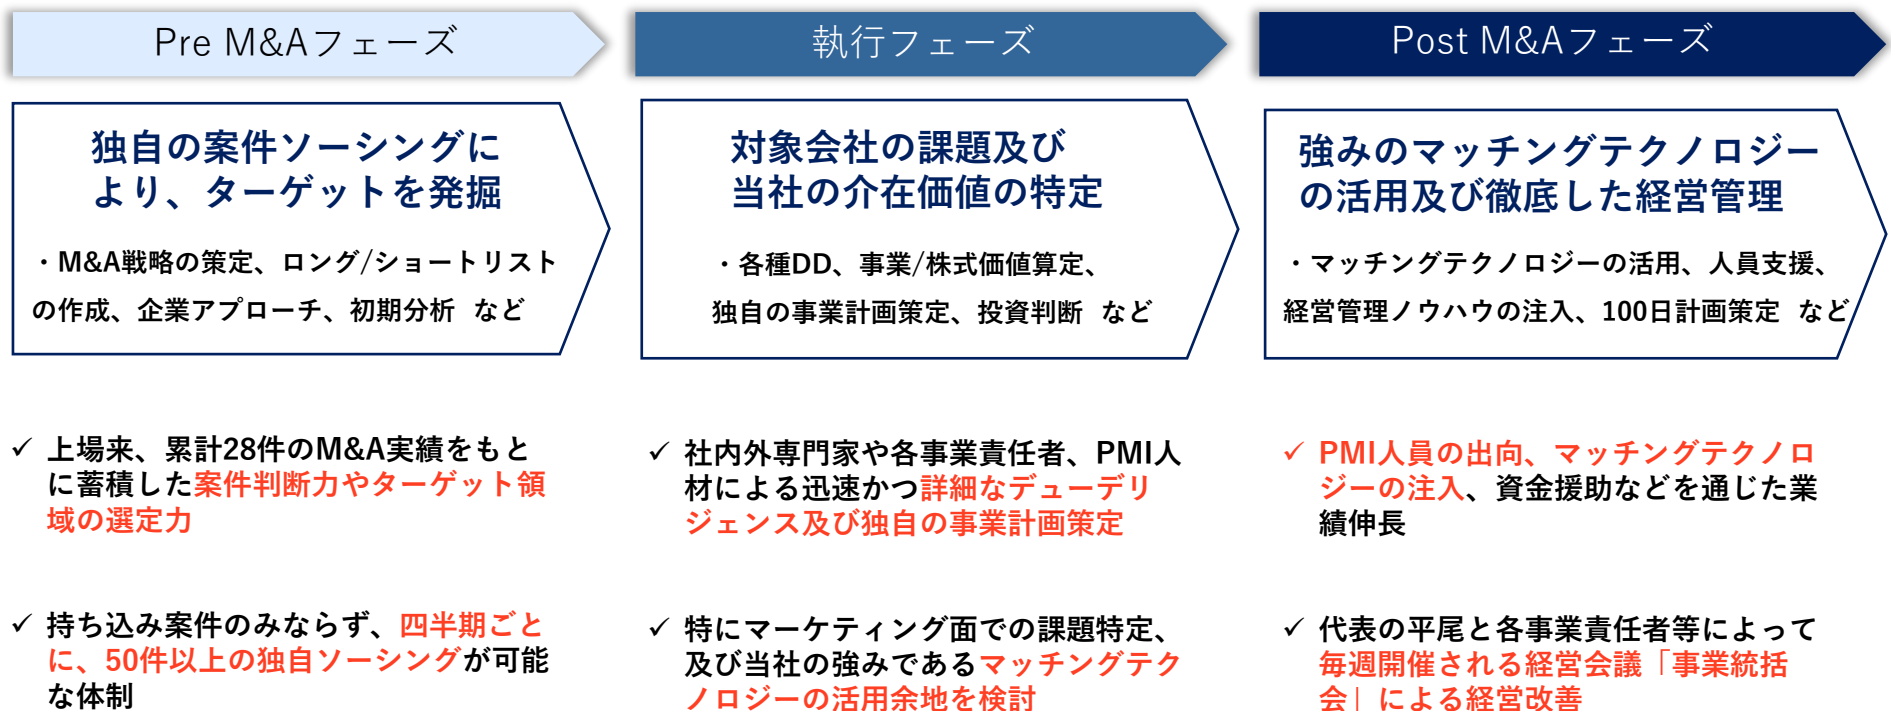 Pre M&Aフェーズ
執行フェーズ
Post M&Aフェーズ
独自の案件ソーシングに
より、ターゲットを発掘
・M&A戦略の策定、ロング/ショートリスト
の作成、企業アプローチ、初期分析 など
対象会社の課題及び
当社の介在価値の特定
・各種DD、事業/株式価値算定、
独自の事業計画策定、投資判断 など
強みのマッチングテクノロジー
の活用及び徹底した経営管理
・マッチングテクノロジーの活用、人員支援、
経営管理ノウハウの注入、100日計画策定 など
✓ 上場来、累計28件のM&A実績をもと
に蓄積した案件判断力やターゲット領
域の選定力
✓ 持ち込み案件のみならず、四半期ごと
に、50件以上の独自ソーシングが可能
な体制
✓ 社内外専門家や各事業責任者、PMI人
材による迅速かつ詳細なデューデリ
ジェンス及び独自の事業計画策定
✓ 特にマーケティング面での課題特定、
及び当社の強みであるマッチングテク
ノロジーの活用余地を検討
✓ PMI人員の出向、マッチングテクノロ
ジーの注入、資金援助などを通じた業
績伸長
✓ 代表の平尾と各事業責任者等によって
毎週開催される経営会議「事業統括
会」による経営改善